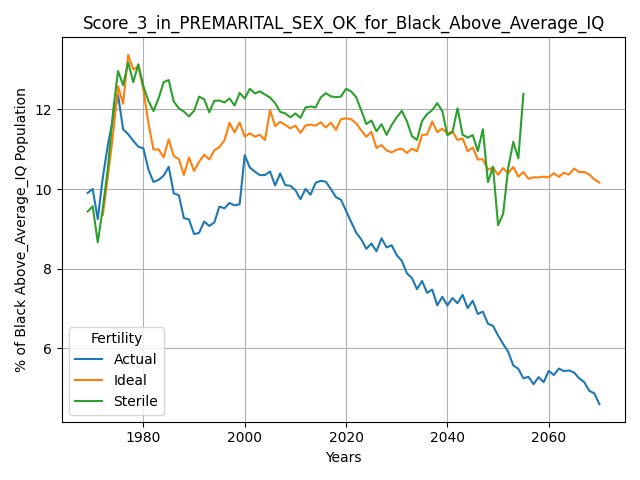 Score_3_in_PREMARITAL_SEX_OK_for_Black_Above_Average_IQ
% of Black Above_Average_IQ Population
12
10
8
6
Fertility
Actual
Ideal
Sterile
1980
2000
2020
2040
2060
Years